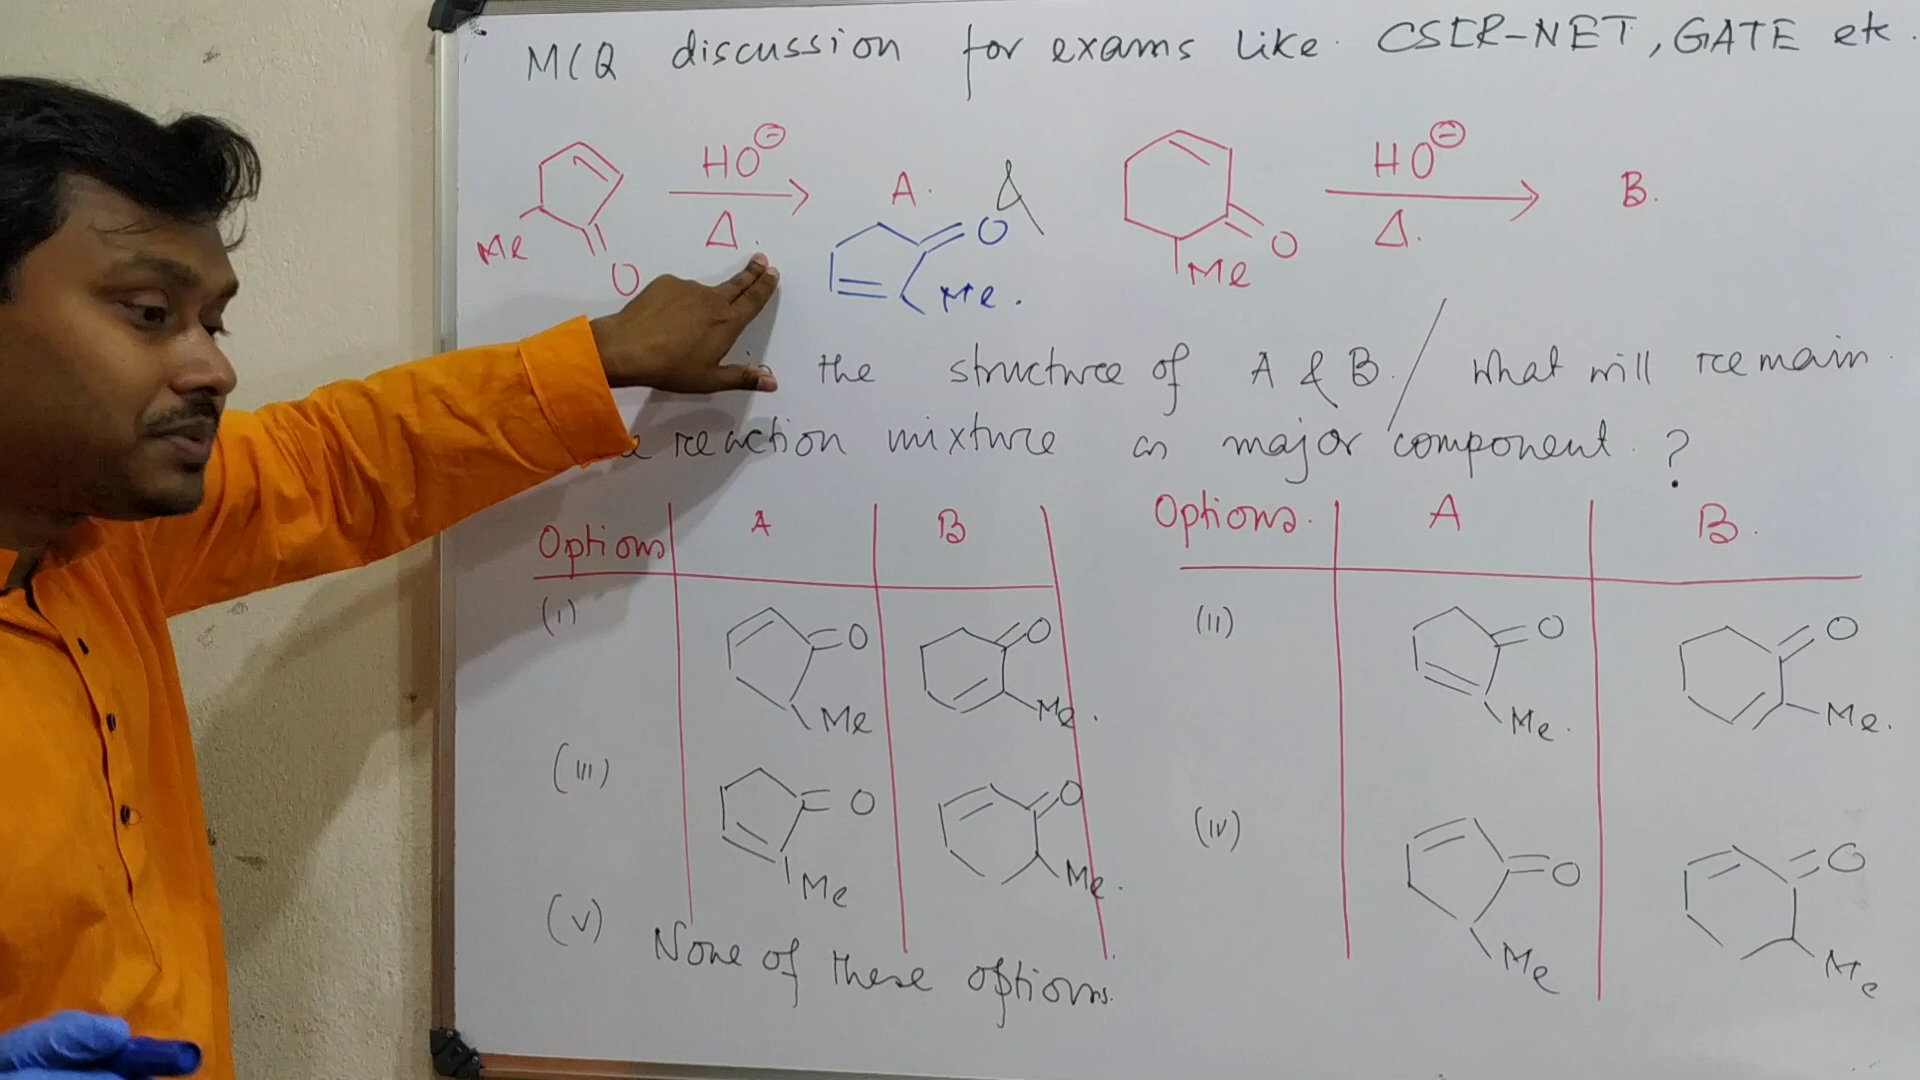 MCQ discussion for exams like CSIR-NET, GATE etc.
HO⊖
HO⊖
A.
&
B.
Me
O
Δ.
O
Me.
O
Me
Δ.
the structure of A & B. / What will remain
reaction mixture as major component ?
Options
A
B
Options.
A
B.
(i)
O
Me
O
Me.
(ii)
O
Me.
O
Me.
(iii)
O
Me
O
Me.
(iv)
O
Me
O
Me
(v) None of these options.